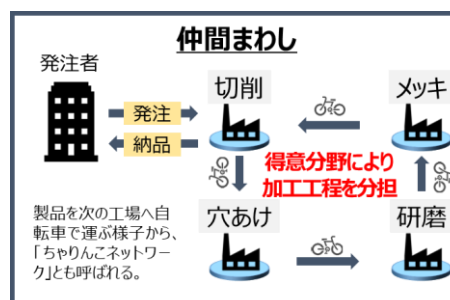 仲間まわし
発注者
切削
メッキ
発注
納品
得意分野により
加工工程を分担
穴あけ
研磨
製品を次の工場へ自
転車で運ぶ様子から、
「ちゃりんこネットワー
ク」とも呼ばれる。